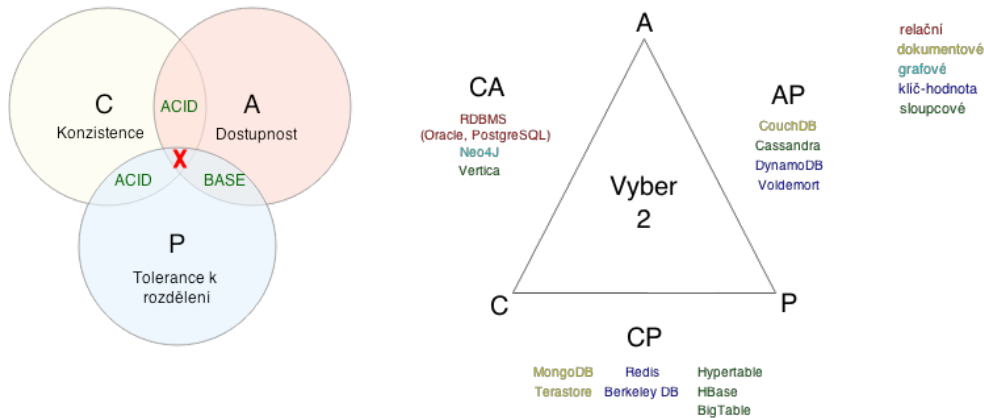 C
Konzistence
ACID
A
Dostupnost
X
ACID
BASE
P
Tolerance k
rozdělení
A
CA
RDBMS
(Oracle, PostgreSQL)
Neo4J
Vertica
AP
CouchDB
Cassandra
DynamoDB
Voldemort
Vyber
2
C
P
CP
MongoDB
Terastore
Redis
Berkeley DB
Hypertable
HBase
BigTable
relační
dokumentové
grafové
klíč-hodnota
sloupcové